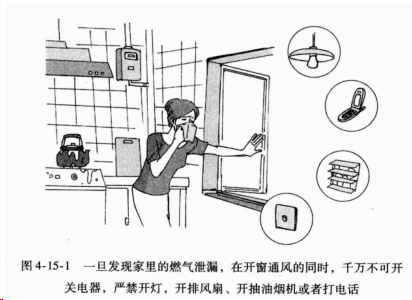 图 4-15-1 一旦发现家里的燃气泄漏，在开窗通风的同时，千万不可开
关电器，严禁开灯，开排风扇、开抽油烟机或者打电话